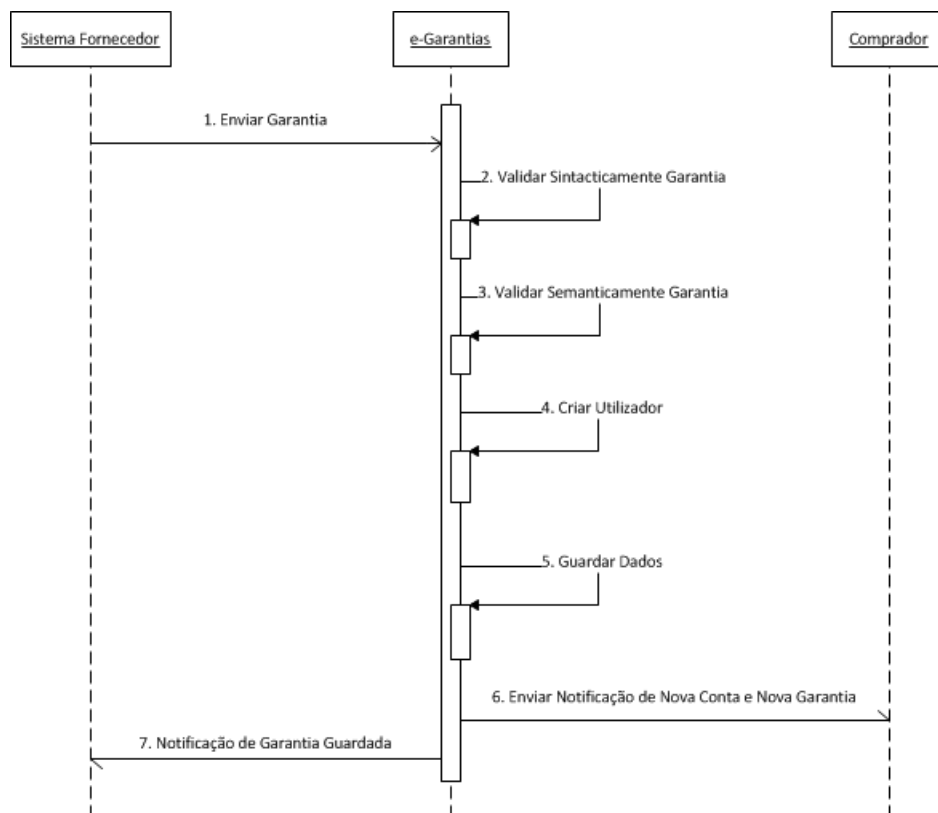 Sistema Fornecedor
e-Garantias
Comprador
1. Enviar Garantia
2. Validar Sintacticamente Garantia
3. Validar Semanticamente Garantia
4. Criar Utilizador
5. Guardar Dados
6. Enviar Notificação de Nova Conta e Nova Garantia
7. Notificação de Garantia Guardada